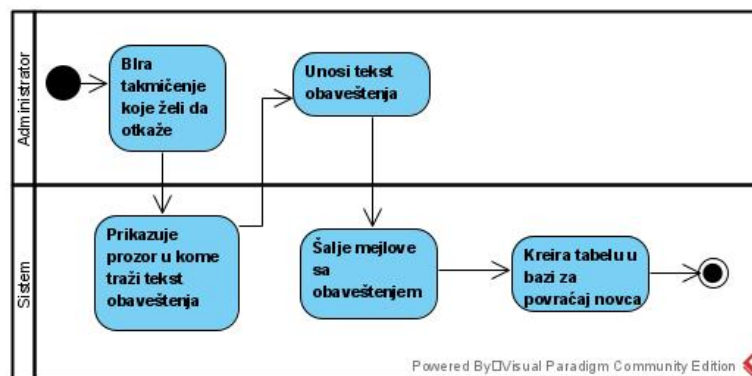 Administrator
BIra
takmičenje
koje želi da
otkaže
Unosi tekst
obaveštenja
Sistem
Prikazuje
prozor u kome
traži tekst
obaveštenja
Šalje mejlove
sa
obaveštenjem
Kreira tabelu u
bazi za
povraćaj novca
Powered By□Visual Paradigm Community Edition